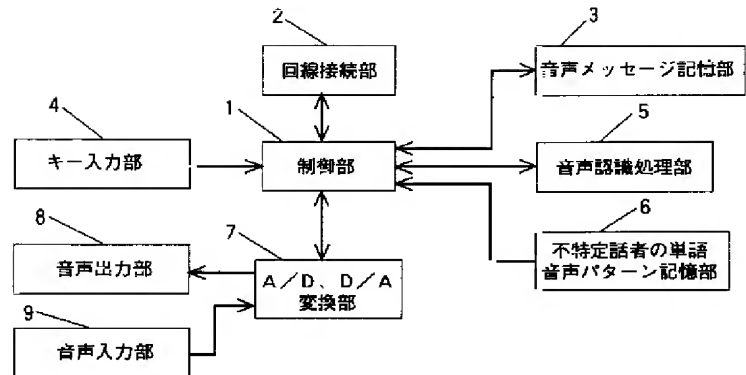 2
回線接続部
3
音声メッセージ記憶部
4
キー入力部
1
制御部
5
音声認識処理部
6
不特定話者の単語
音声パターン記憶部
8
音声出力部
7
A/D、D/A
変換部
9
音声入力部